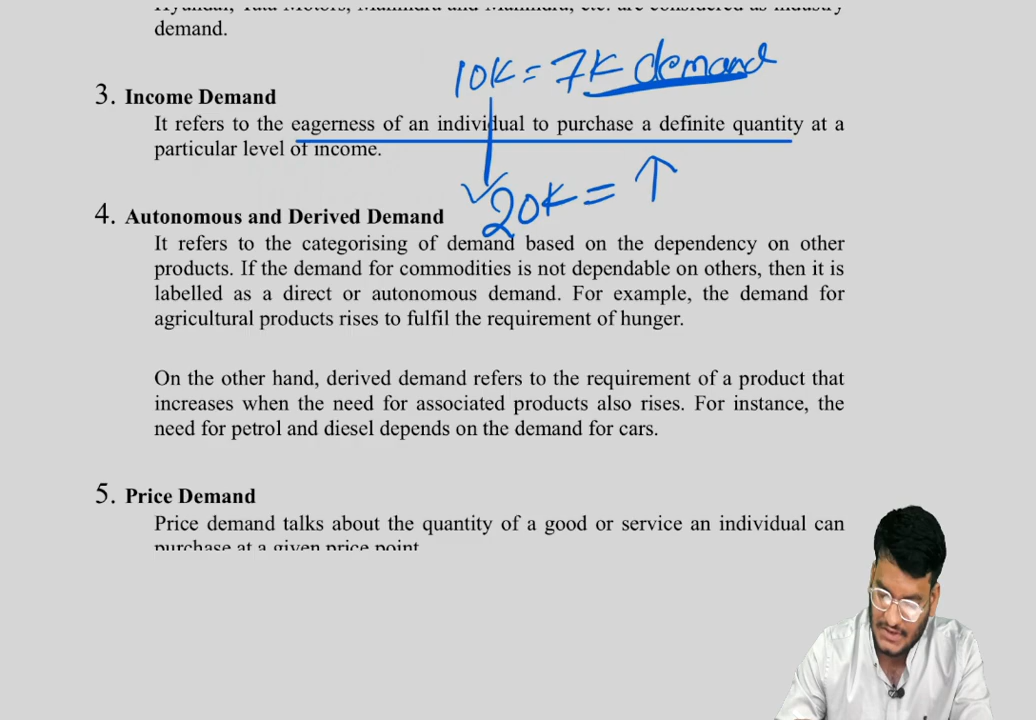 demand.
10K = 7K demand
3. Income Demand
It refers to the eagerness of an individual to purchase a definite quantity at a
particular level of income.
20K = ↑
4. Autonomous and Derived Demand
It refers to the categorising of demand based on the dependency on other
products. If the demand for commodities is not dependable on others, then it is
labelled as a direct or autonomous demand. For example, the demand for
agricultural products rises to fulfil the requirement of hunger.
On the other hand, derived demand refers to the requirement of a product that
increases when the need for associated products also rises. For instance, the
need for petrol and diesel depends on the demand for cars.
5. Price Demand
Price demand talks about the quantity of a good or service an individual can
purchase at a given price point